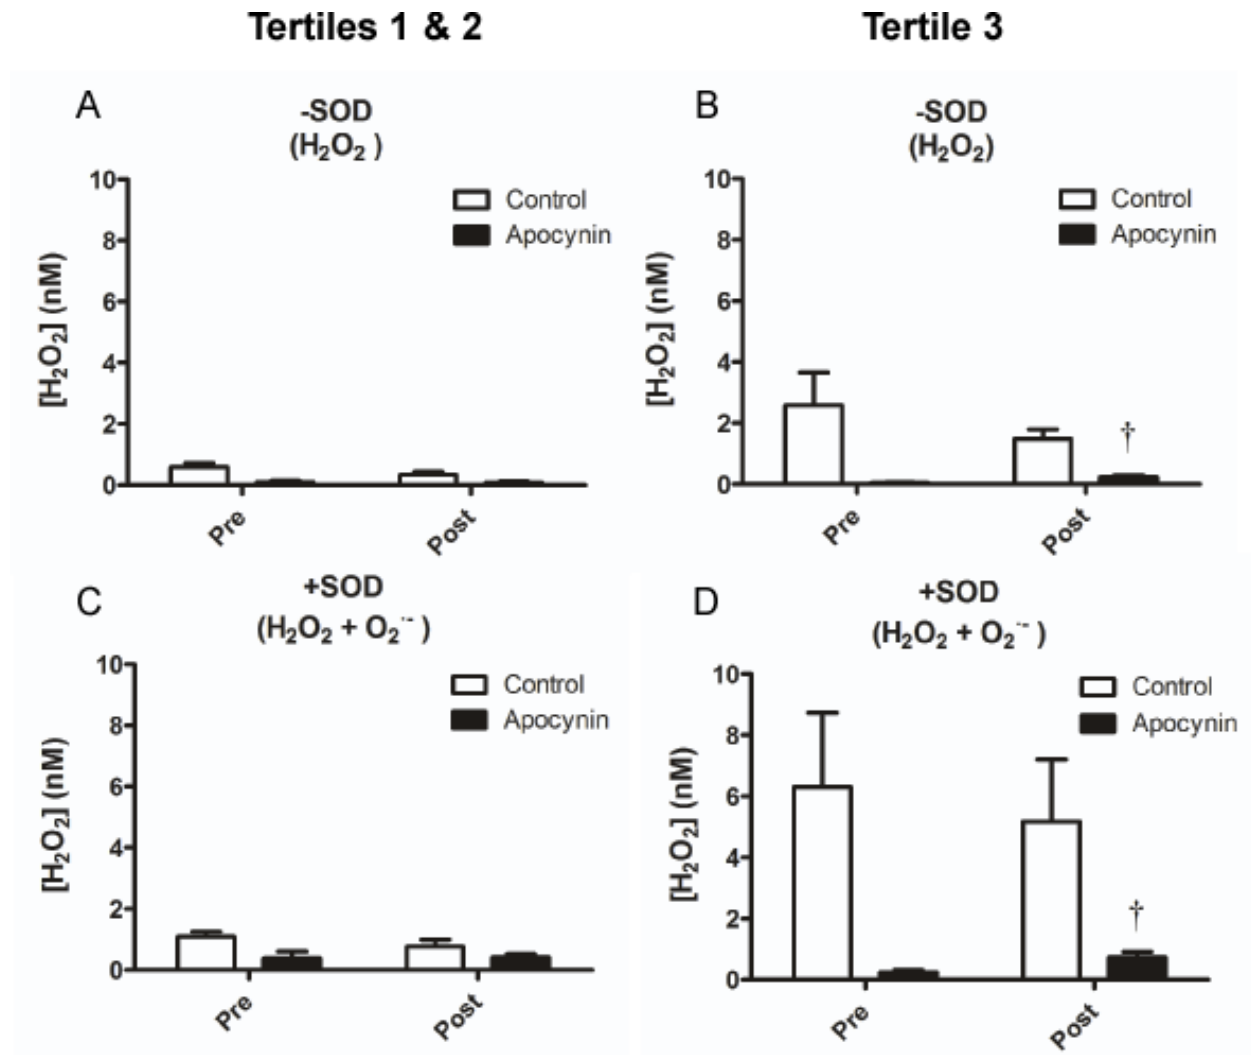 Tertiles 1 & 2
Tertile 3
A
-SOD
(H₂O₂ )
Control
Apocynin
[H₂O₂] (nM)
10
8
6
4
2
0
Pre
Post
B
-SOD
(H₂O₂)
Control
Apocynin
[H₂O₂] (nM)
10
8
6
4
2
0
†
Pre
Post
C
+SOD
(H₂O₂ + O₂˙⁻ )
Control
Apocynin
[H₂O₂] (nM)
10
8
6
4
2
0
Pre
Post
D
+SOD
(H₂O₂ + O₂˙⁻ )
Control
Apocynin
[H₂O₂] (nM)
10
8
6
4
2
0
†
Pre
Post